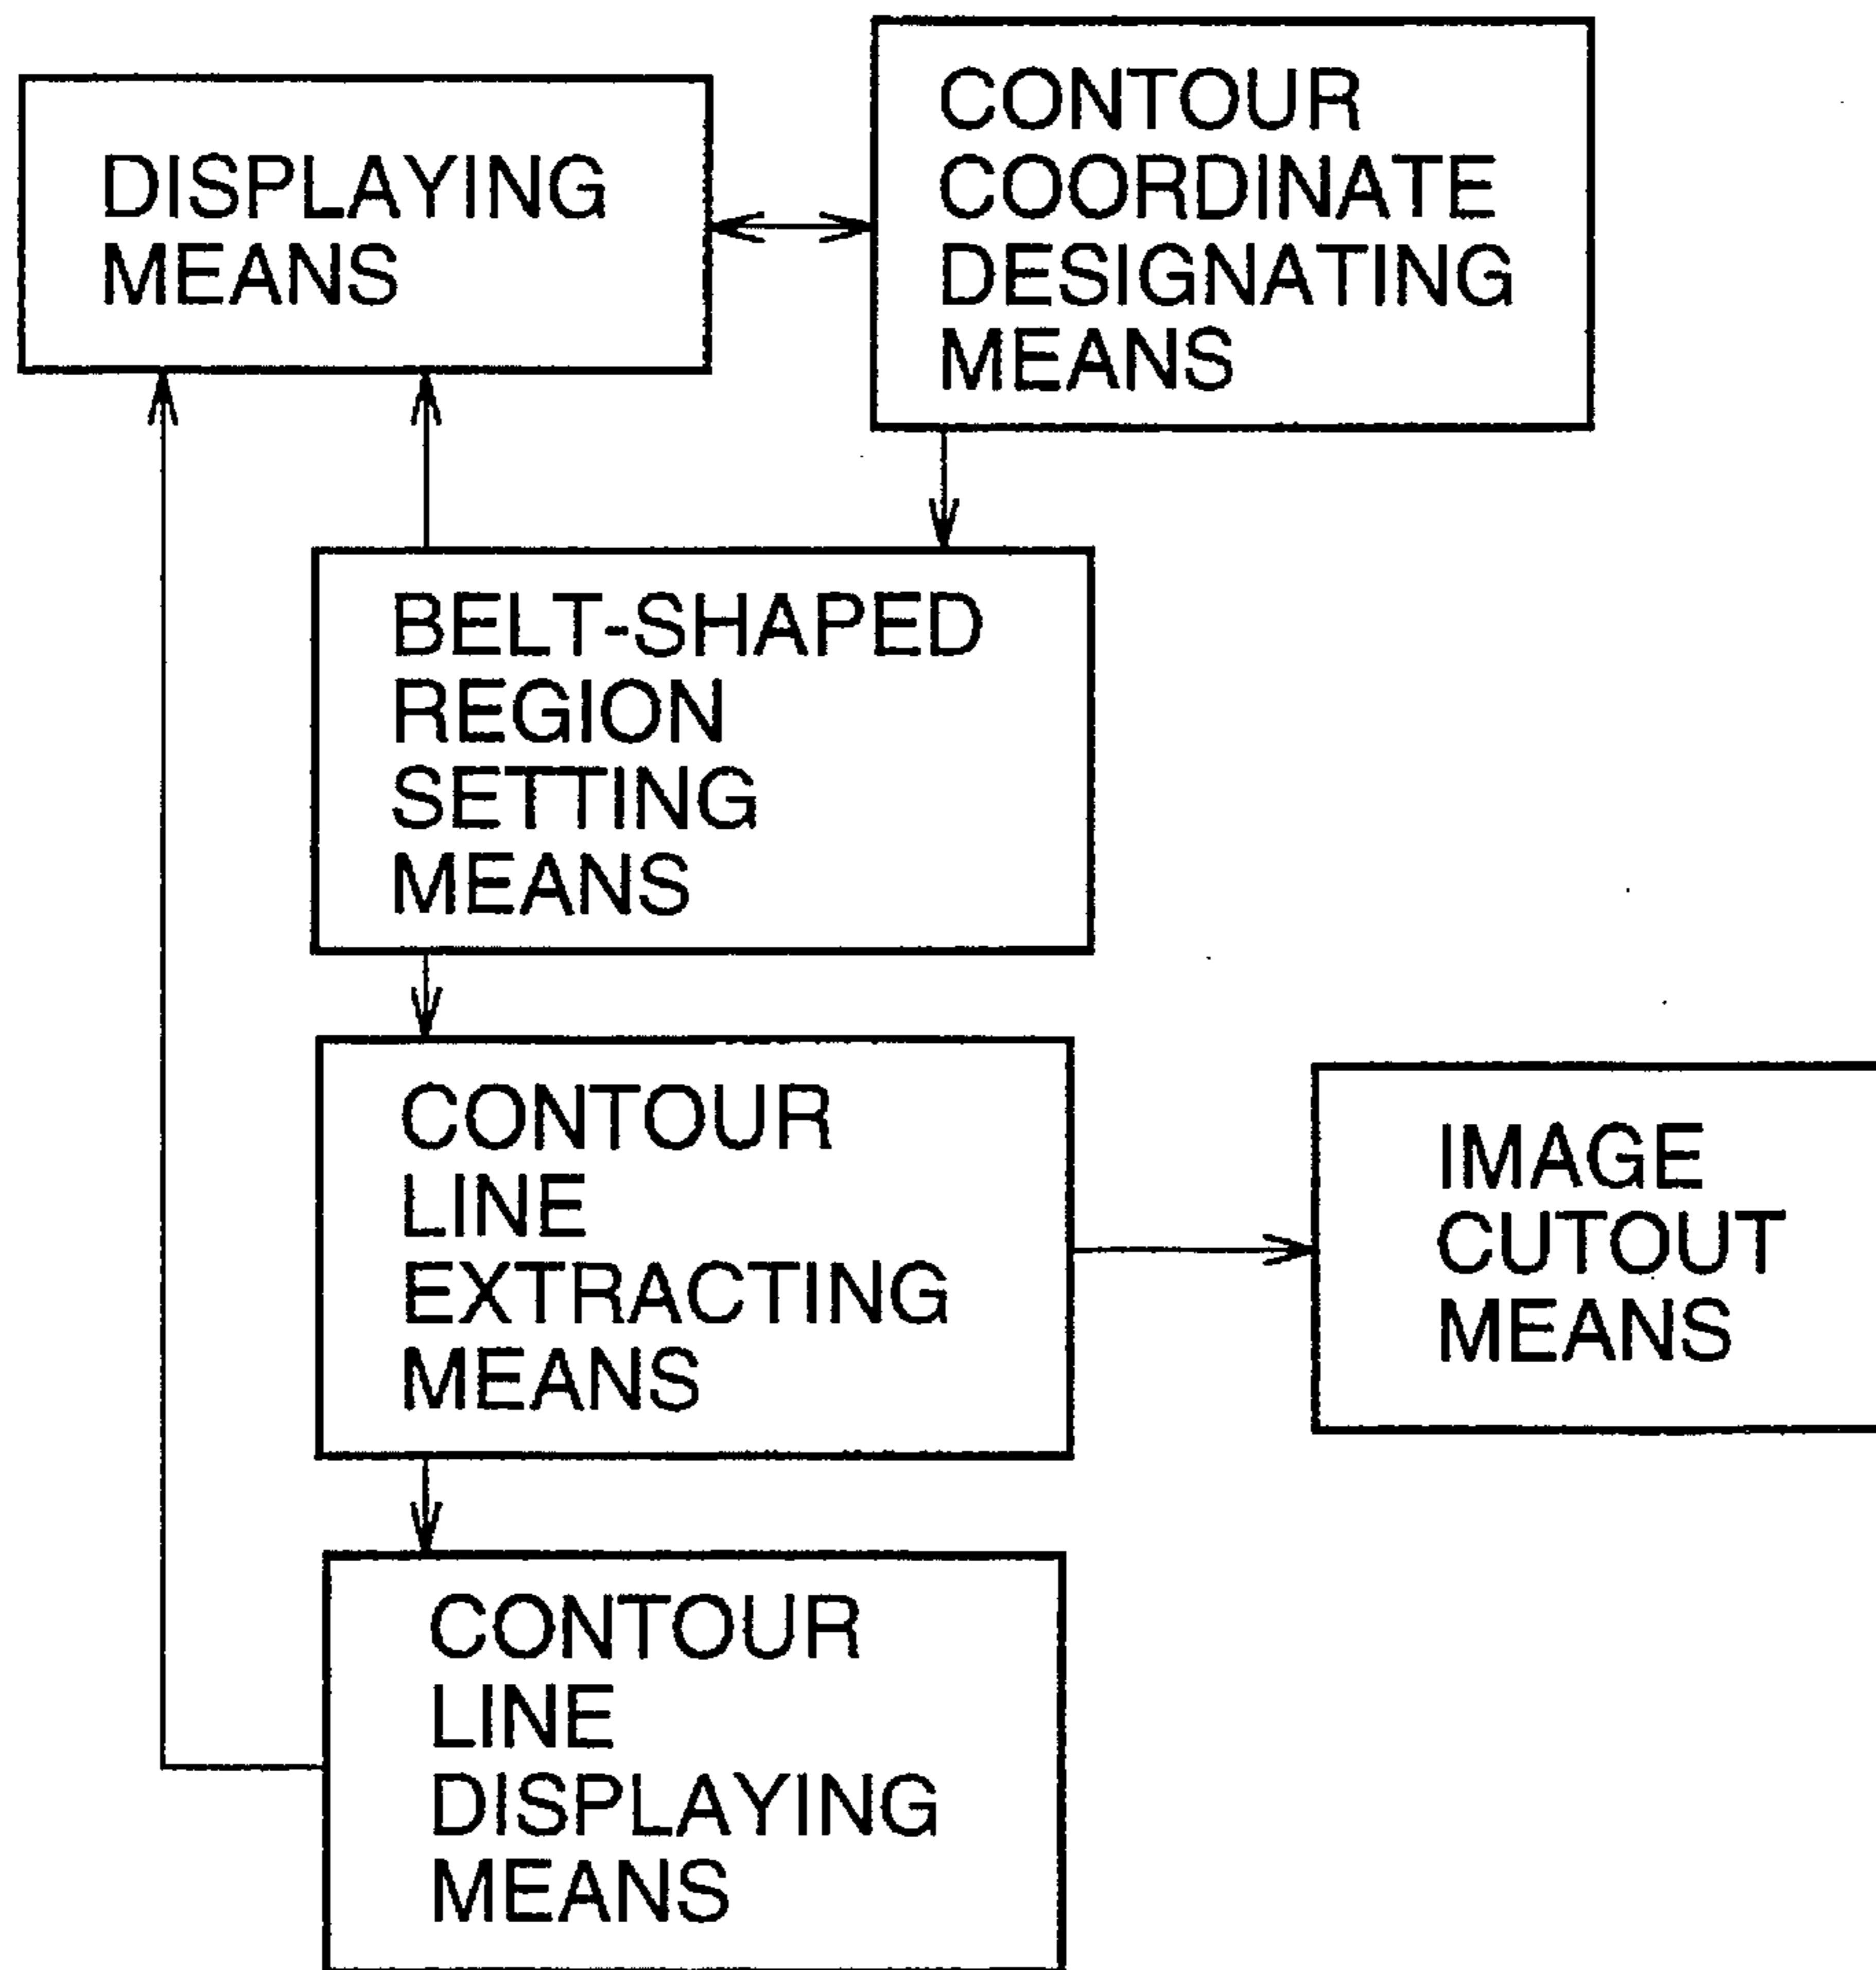 DISPLAYING
MEANS
CONTOUR
COORDINATE
DESIGNATING
MEANS
BELT-SHAPED
REGION
SETTING
MEANS
CONTOUR
LINE
EXTRACTING
MEANS
IMAGE
CUTOUT
MEANS
CONTOUR
LINE
DISPLAYING
MEANS